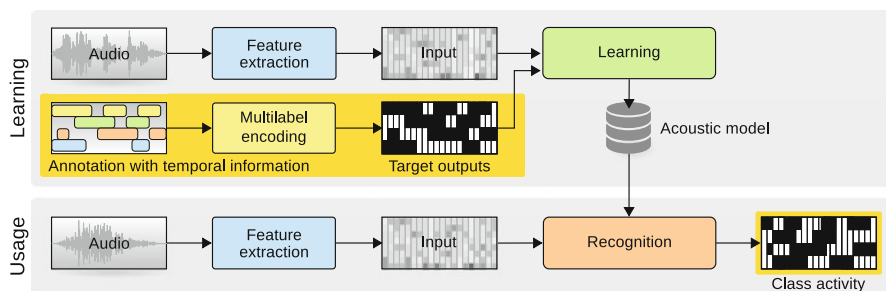 Learning
Audio
Feature
extraction
Input
Learning
Multilabel
encoding
Annotation with temporal information
Target outputs
Acoustic model
Usage
Audio
Feature
extraction
Input
Recognition
Class activity